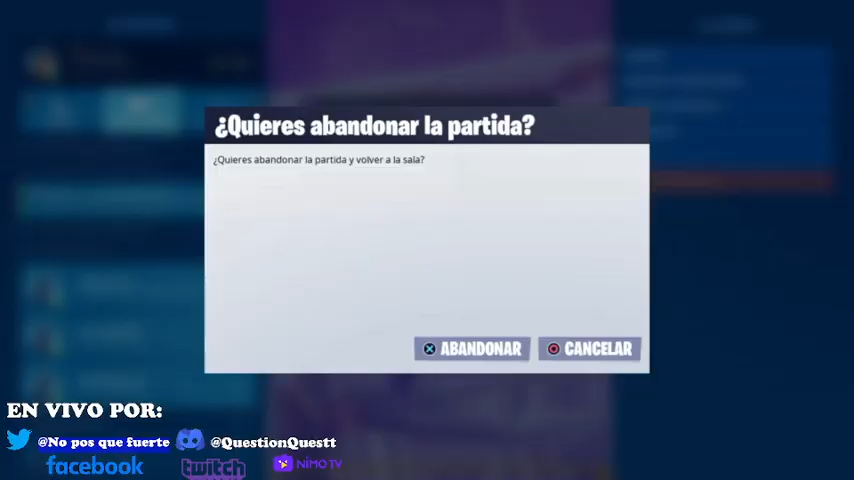 ¿Quieres abandonar la partida?
¿Quieres abandonar la partida y volver a la sala?
ABANDONAR CANCELAR
EN VIVO POR:
@No pos que fuerte @QuestionQuestt
facebook twitch NIMO TV